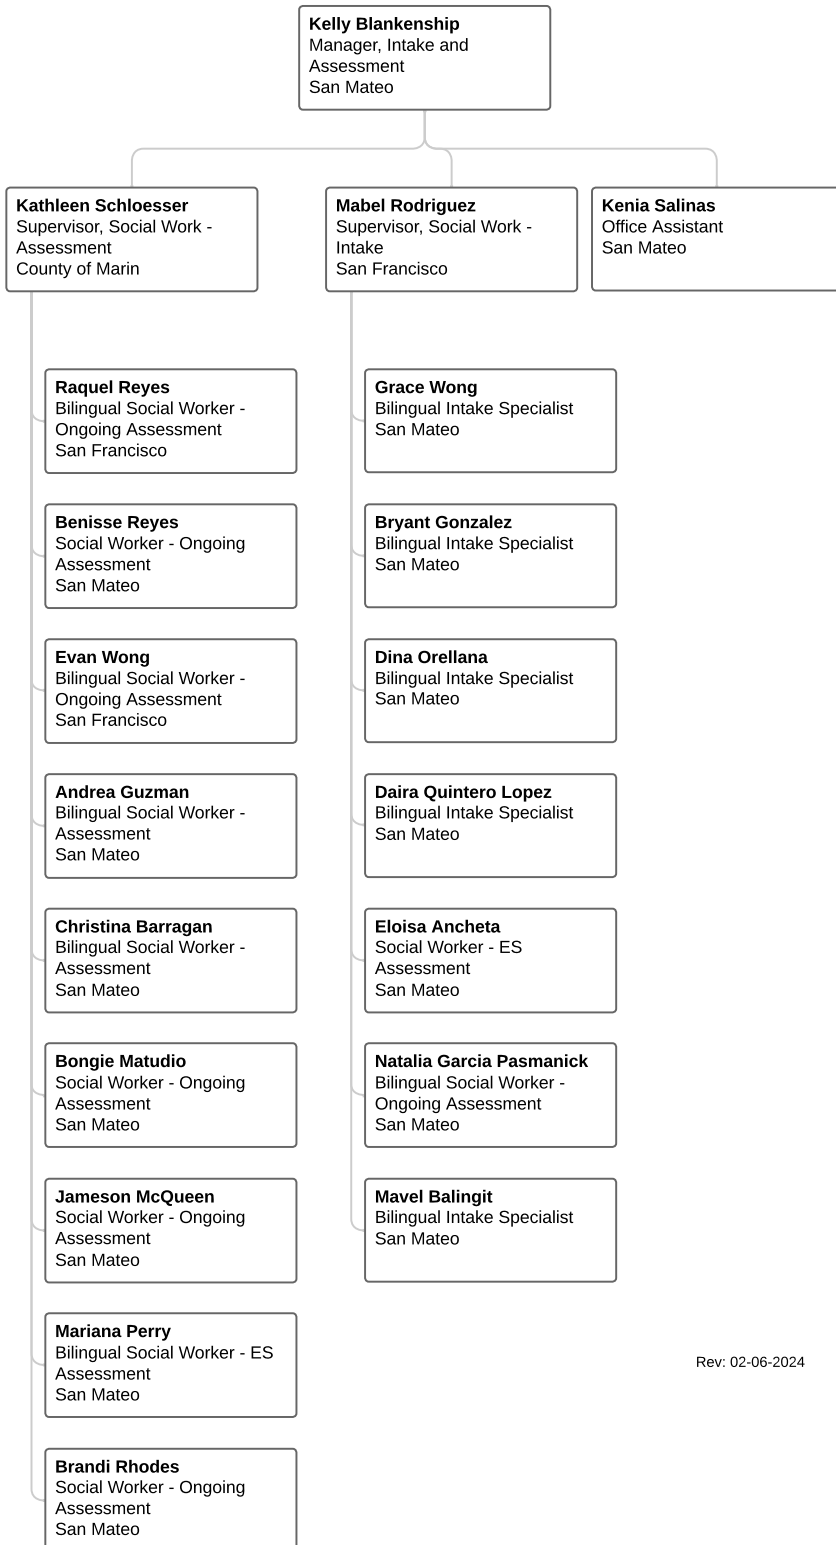 Kelly Blankenship
Manager, Intake and
Assessment
San Mateo
Kathleen Schloesser
Supervisor, Social Work -
Assessment
County of Marin
Mabel Rodriguez
Supervisor, Social Work -
Intake
San Francisco
Kenia Salinas
Office Assistant
San Mateo
Raquel Reyes
Bilingual Social Worker -
Ongoing Assessment
San Francisco
Benisse Reyes
Social Worker - Ongoing
Assessment
San Mateo
Evan Wong
Bilingual Social Worker -
Ongoing Assessment
San Francisco
Andrea Guzman
Bilingual Social Worker -
Assessment
San Mateo
Christina Barragan
Bilingual Social Worker -
Assessment
San Mateo
Bongie Matudio
Social Worker - Ongoing
Assessment
San Mateo
Jameson McQueen
Social Worker - Ongoing
Assessment
San Mateo
Mariana Perry
Bilingual Social Worker - ES
Assessment
San Mateo
Brandi Rhodes
Social Worker - Ongoing
Assessment
San Mateo
Grace Wong
Bilingual Intake Specialist
San Mateo
Bryant Gonzalez
Bilingual Intake Specialist
San Mateo
Dina Orellana
Bilingual Intake Specialist
San Mateo
Daira Quintero Lopez
Bilingual Intake Specialist
San Mateo
Eloisa Ancheta
Social Worker - ES
Assessment
San Mateo
Natalia Garcia Pasmanick
Bilingual Social Worker -
Ongoing Assessment
San Mateo
Mavel Balingit
Bilingual Intake Specialist
San Mateo
Rev: 02-06-2024